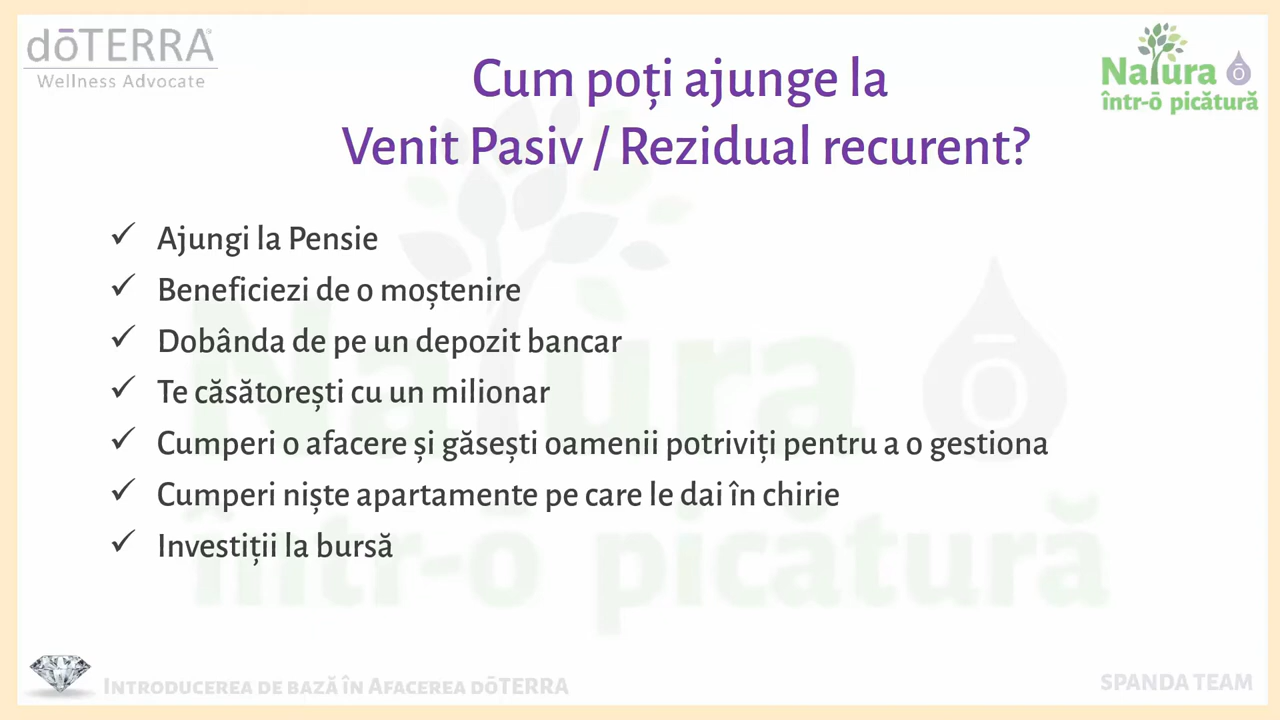 dōTERRA®
Wellness Advocate
Cum poți ajunge la
Venit Pasiv / Rezidual recurent?
Natura ō
într-ō picătură
✓ Ajungi la Pensie
✓ Beneficiezi de o moștenire
✓ Dobânda de pe un depozit bancar
✓ Te căsătorești cu un milionar
✓ Cumperi o afacere și găsești oamenii potriviți pentru a o gestiona
✓ Cumperi niște apartamente pe care le dai în chirie
✓ Investiții la bursă
Natura ō
într-o picătură
Introducerea de bază în Afacerea dōTERRA
SPANDA TEAM